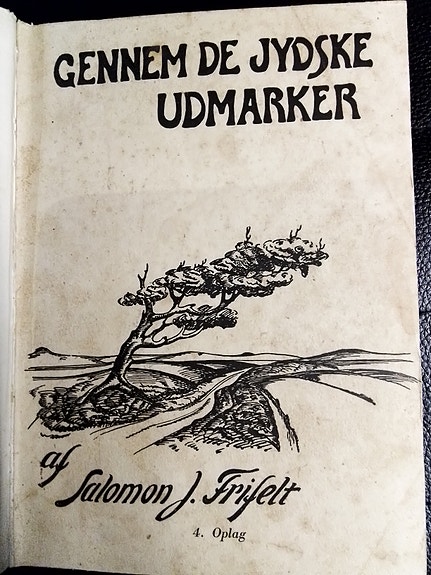 GENNEM DE JYDSKE
UDMARKER
af
Salomon J. Frifelt
4. Oplag